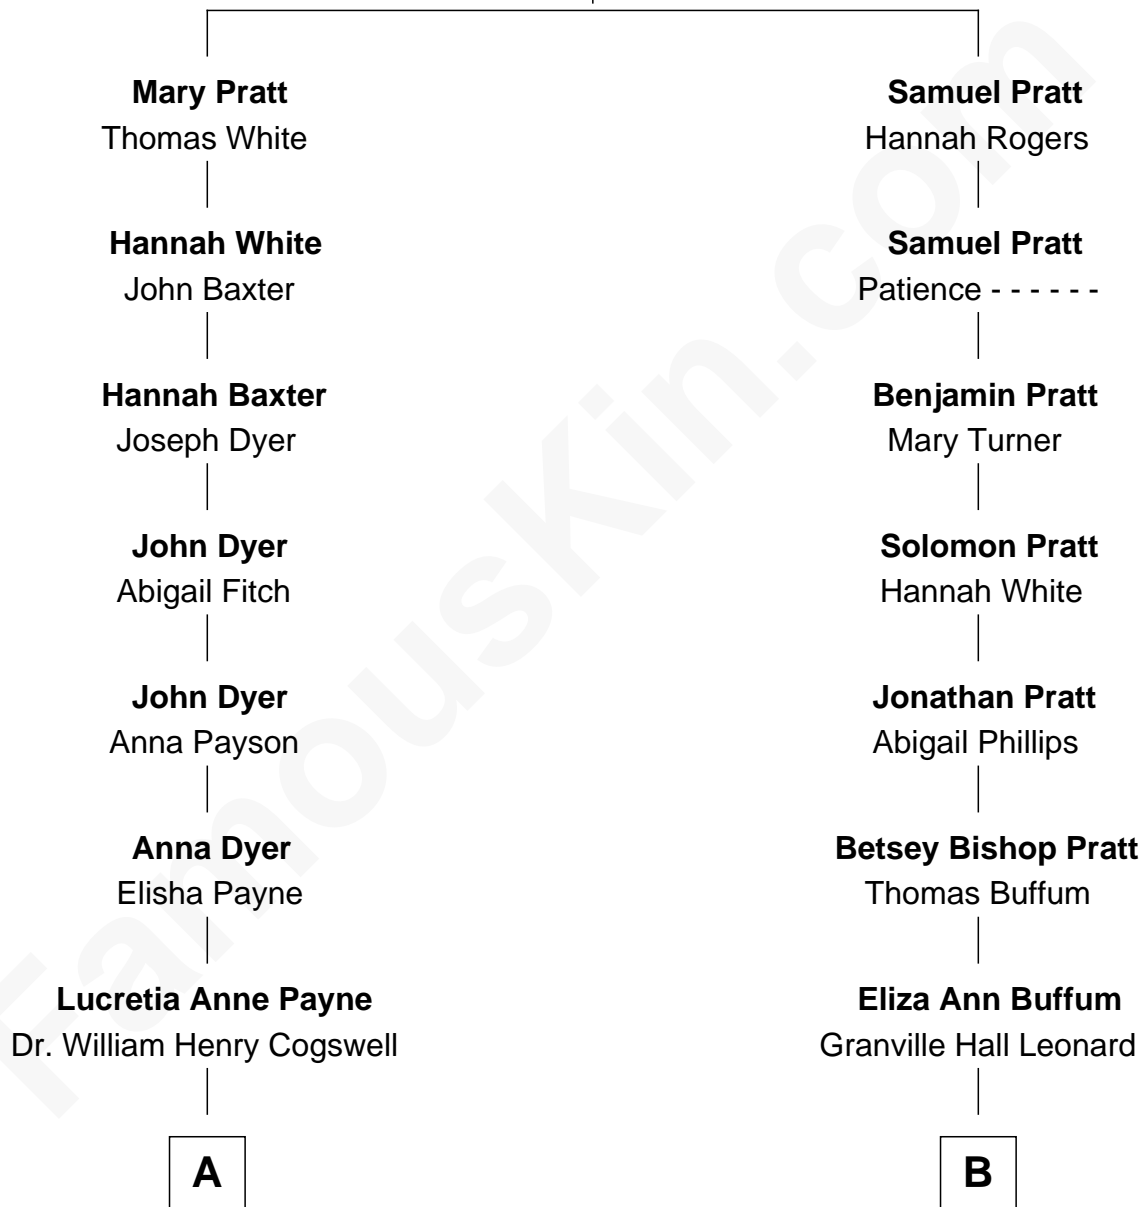 Mary Pratt
Thomas White
Samuel Pratt
Hannah Rogers
Hannah White
John Baxter
Samuel Pratt
Patience - - - - - -
Hannah Baxter
Joseph Dyer
Benjamin Pratt
Mary Turner
John Dyer
Abigail Fitch
Solomon Pratt
Hannah White
John Dyer
Anna Payson
Jonathan Pratt
Abigail Phillips
Anna Dyer
Elisha Payne
Betsey Bishop Pratt
Thomas Buffum
Lucretia Anne Payne
Dr. William Henry Cogswell
Eliza Ann Buffum
Granville Hall Leonard
A
B
FamousKin.com